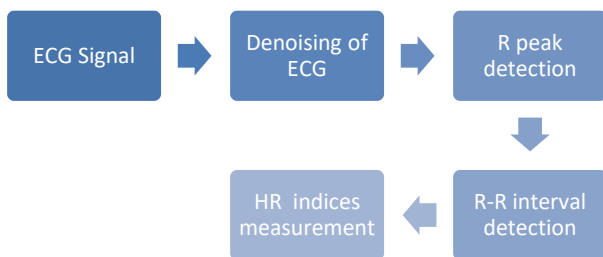 ECG Signal
Denoising of
ECG
R peak
detection
R-R interval
detection
HR indices
measurement